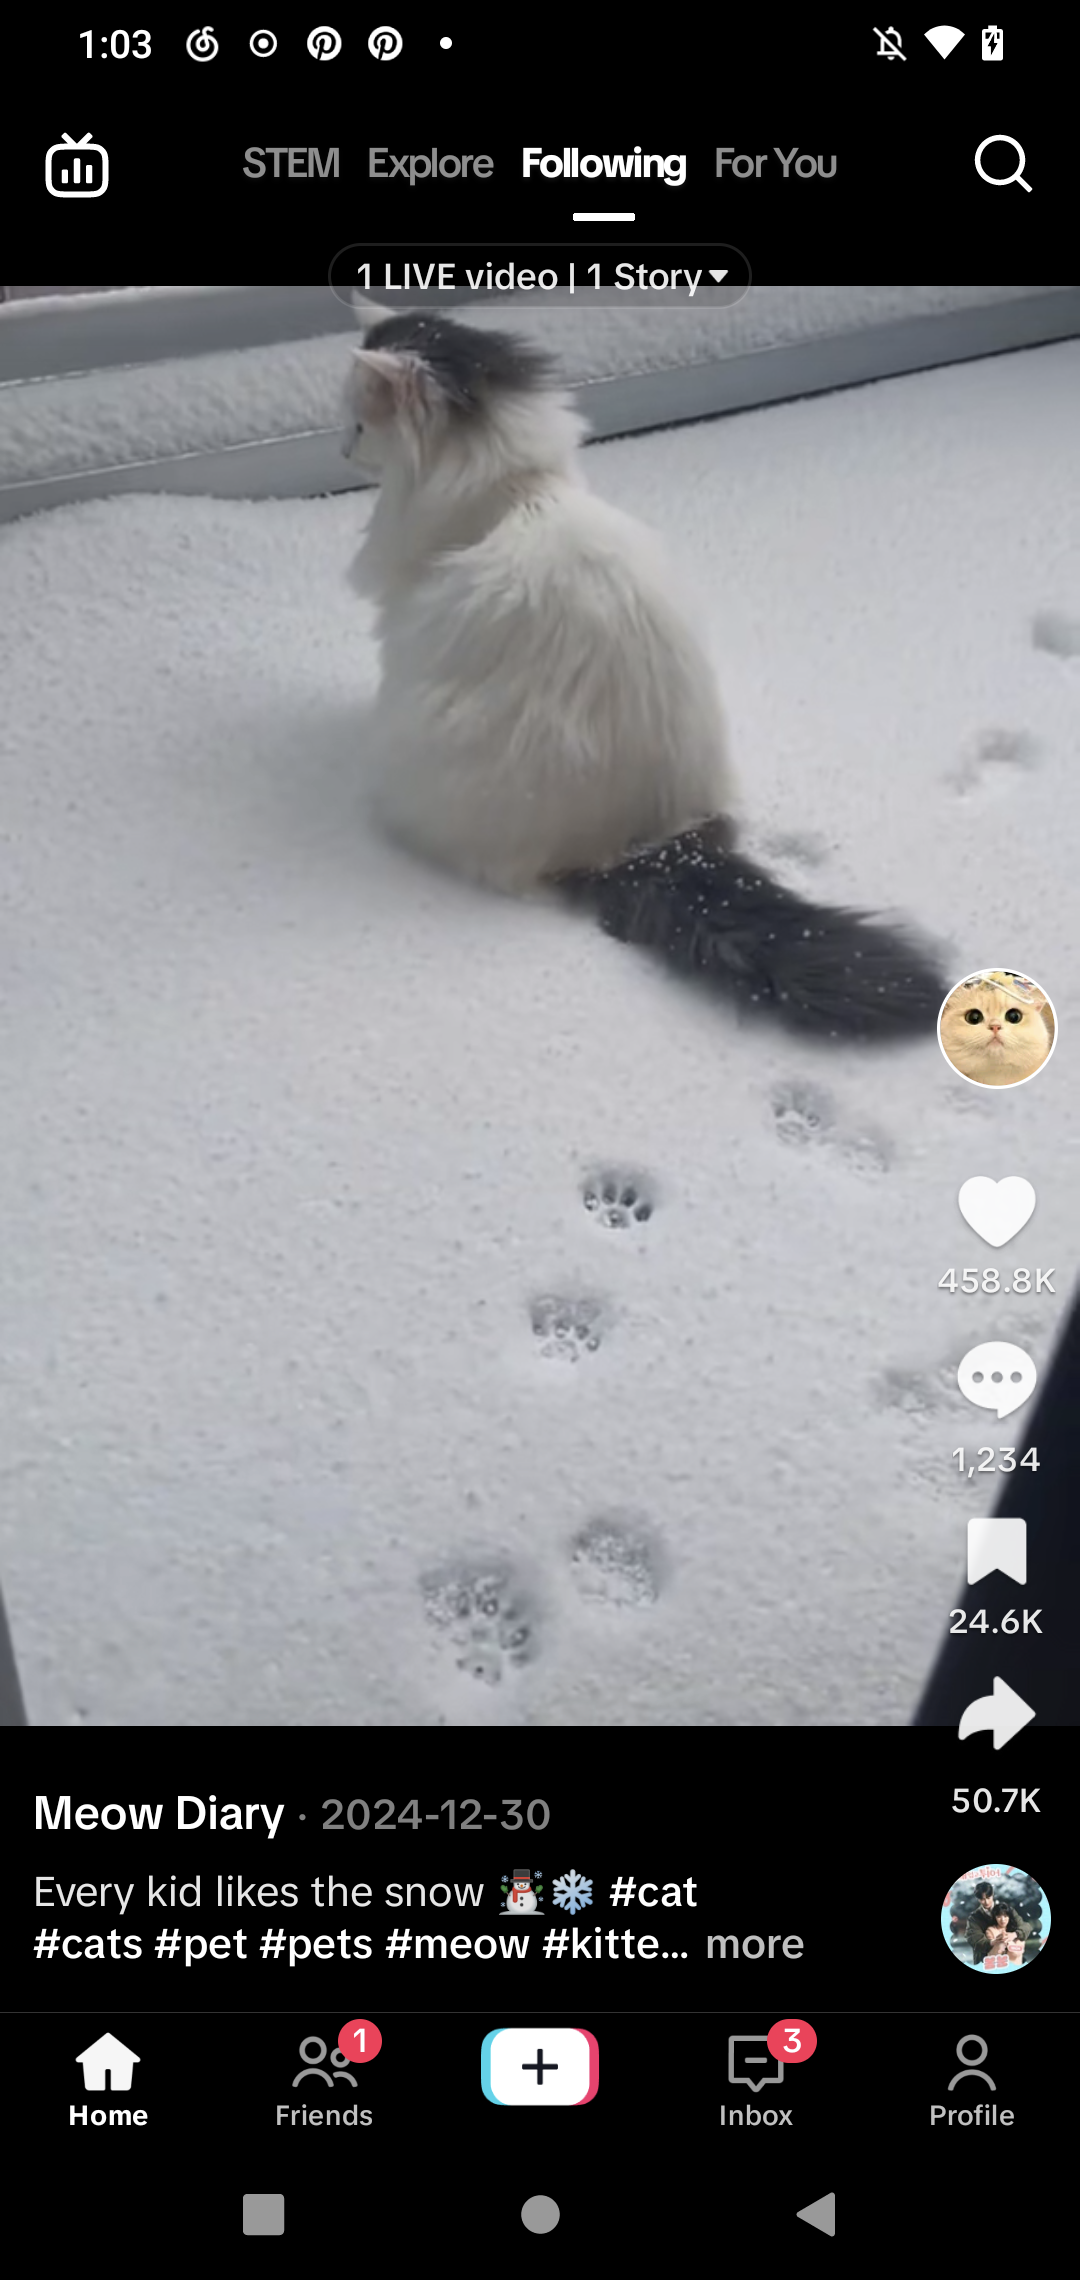 1:03
STEM Explore Following For You
1 LIVE video | 1 Story
458.8K
1,234
24.6K
50.7K
Meow Diary · 2024-12-30
Every kid likes the snow ⛄❄️ #cat
#cats #pet #pets #meow #kitte... more
1
3
Home Friends Inbox Profile